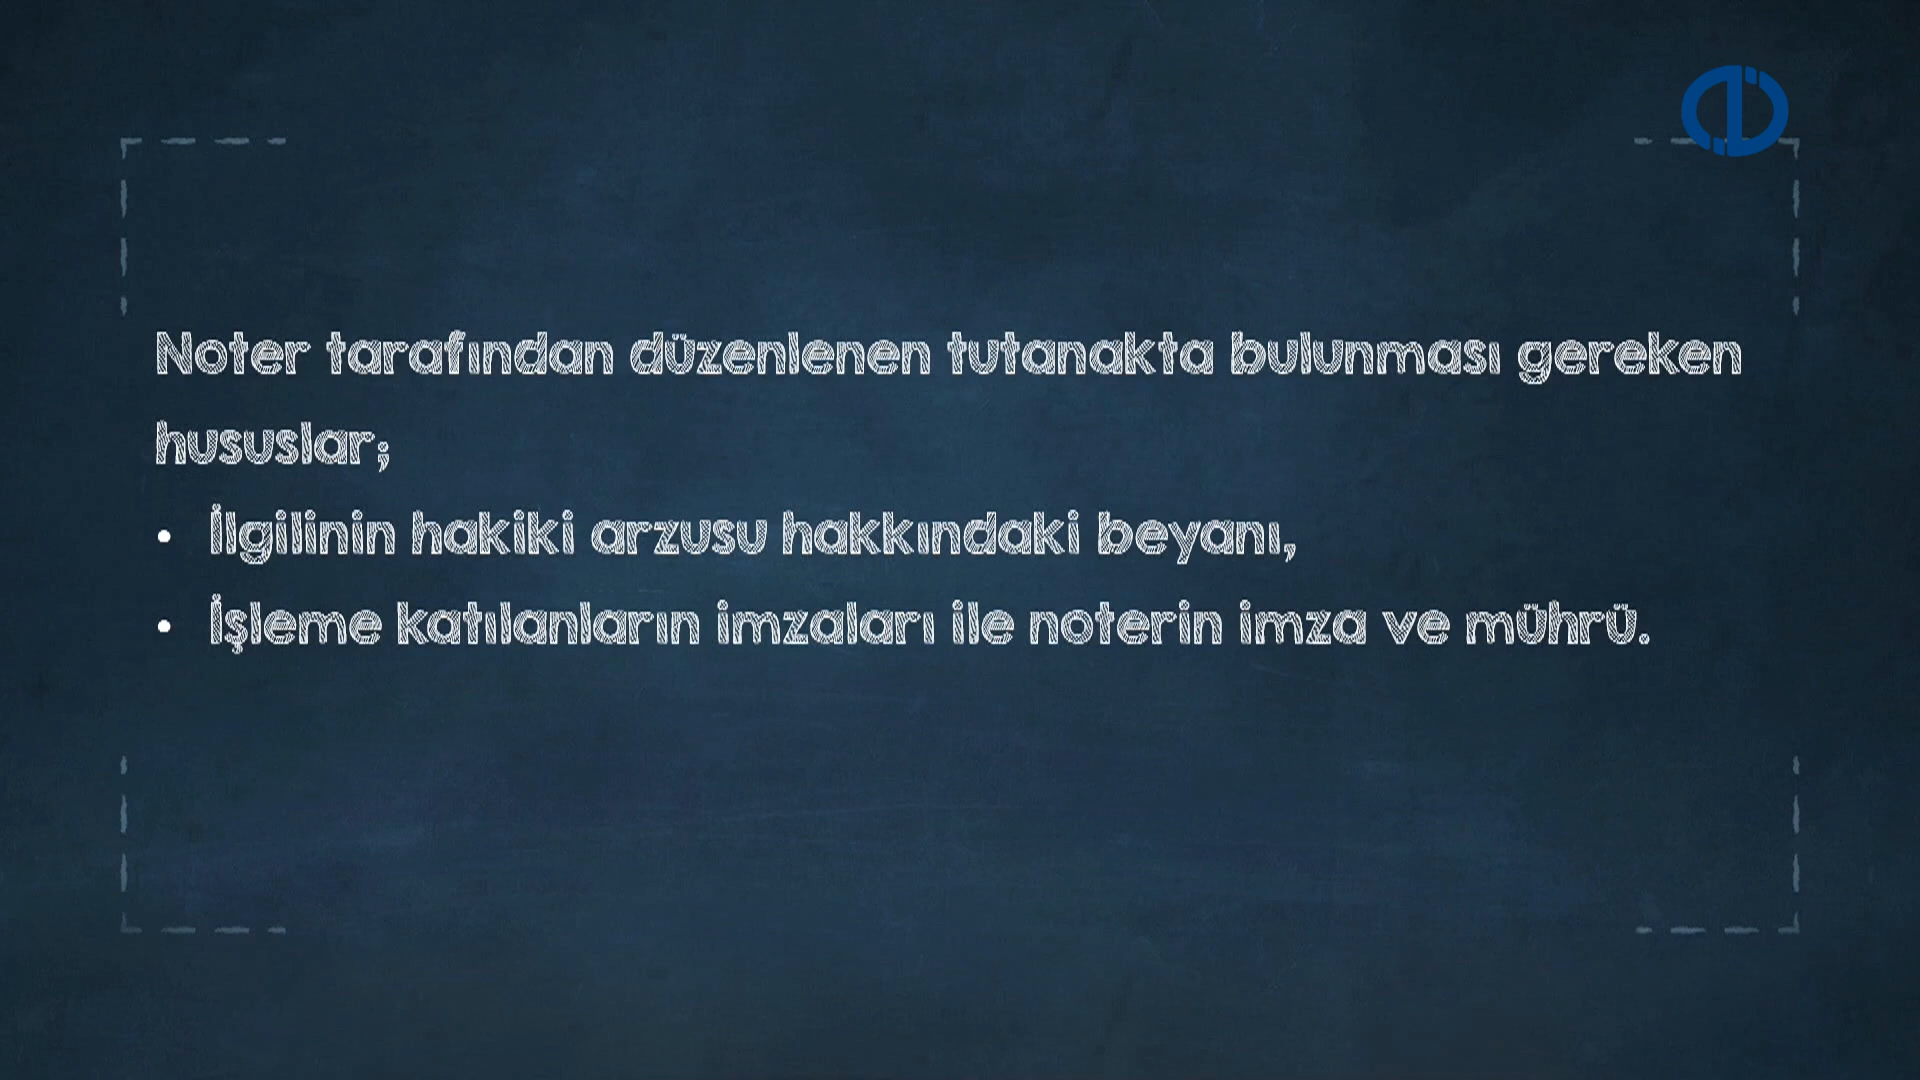 Noter tarafından düzenlenen tutanakta bulunması gereken
hususlar;
• İlgilinin hakiki arzusu hakkındaki beyanı,
• İşleme katılanların imzaları ile noterin imza ve mührü.